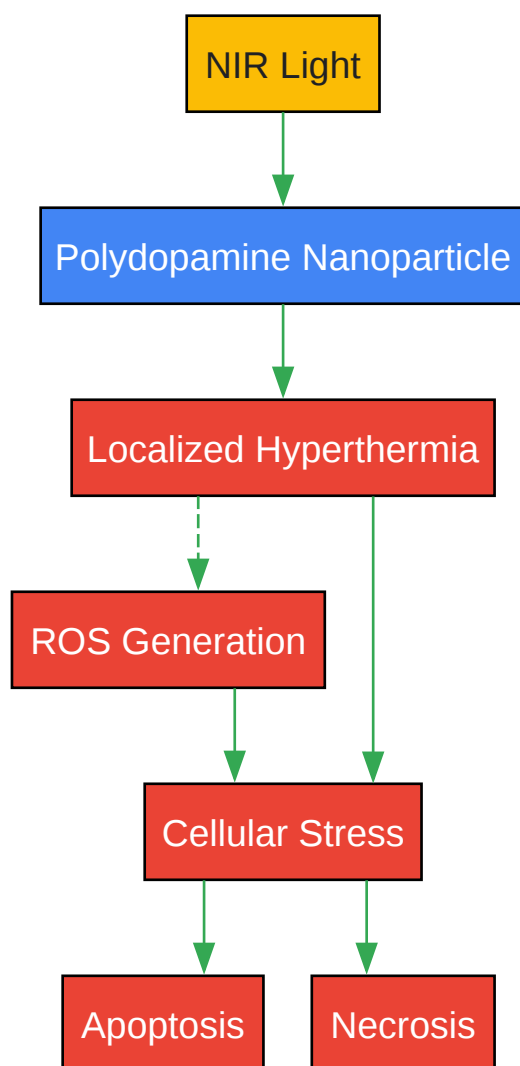 NIR Light
Polydopamine Nanoparticle
Localized Hyperthermia
ROS Generation
Cellular Stress
Apoptosis
Necrosis